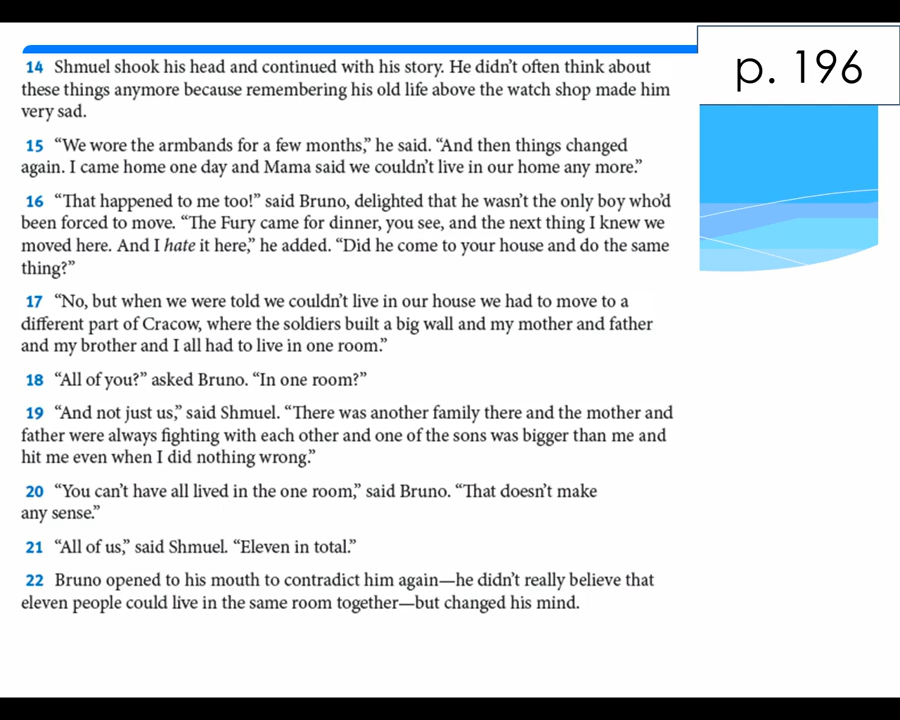 p. 196
14 Shmuel shook his head and continued with his story. He didn’t often think about
these things anymore because remembering his old life above the watch shop made him
very sad.
15 “We wore the armbands for a few months,” he said. “And then things changed
again. I came home one day and Mama said we couldn’t live in our home any more.”
16 “That happened to me too!” said Bruno, delighted that he wasn’t the only boy who’d
been forced to move. “The Fury came for dinner, you see, and the next thing I knew we
moved here. And I hate it here,” he added. “Did he come to your house and do the same
thing?”
17 “No, but when we were told we couldn’t live in our house we had to move to a
different part of Cracow, where the soldiers built a big wall and my mother and father
and my brother and I all had to live in one room.”
18 “All of you?” asked Bruno. “In one room?”
19 “And not just us,” said Shmuel. “There was another family there and the mother and
father were always fighting with each other and one of the sons was bigger than me and
hit me even when I did nothing wrong.”
20 “You can’t have all lived in the one room,” said Bruno. “That doesn’t make
any sense.”
21 “All of us,” said Shmuel. “Eleven in total.”
22 Bruno opened to his mouth to contradict him again—he didn’t really believe that
eleven people could live in the same room together—but changed his mind.